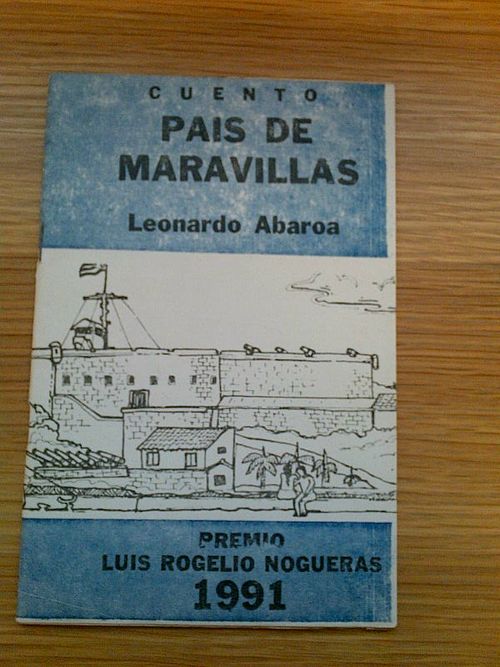 CUENTO
PAIS DE
MARAVILLAS
Leonardo Abaroa
PREMIO
LUIS ROGELIO NOGUERAS
1991